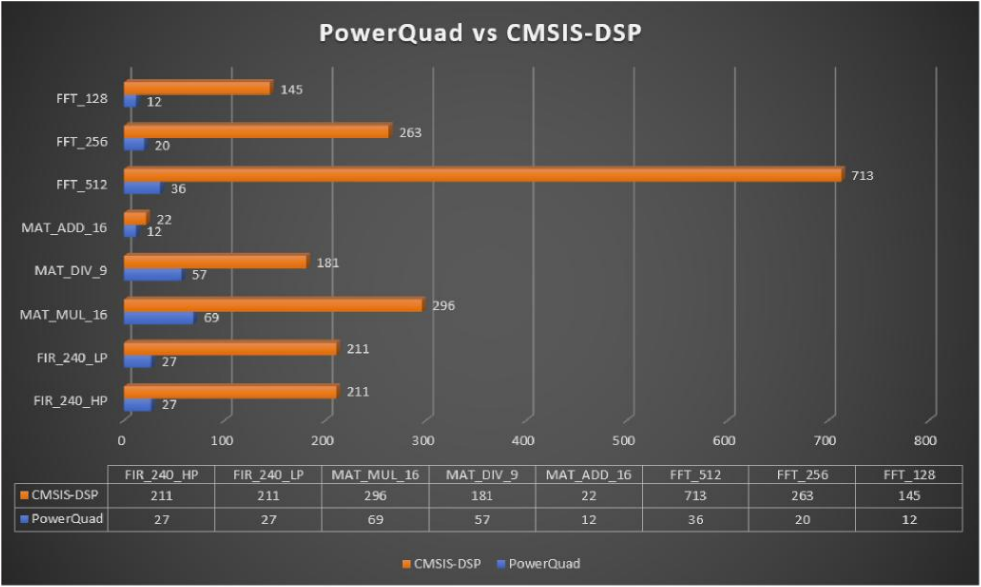 PowerQuad vs CMSIS-DSP
FFT_128
145
12
FFT_256
263
20
FFT_512
713
36
MAT_ADD_16
22
12
MAT_DIV_9
181
57
MAT_MUL_16
296
69
FIR_240_LP
211
27
FIR_240_HP
211
27
0 100 200 300 400 500 600 700 800
FIR_240_HP FIR_240_LP MAT_MUL_16 MAT_DIV_9 MAT_ADD_16 FFT_512 FFT_256 FFT_128
CMSIS-DSP 211 211 296 181 22 713 263 145
PowerQuad 27 27 69 57 12 36 20 12
CMSIS-DSP PowerQuad